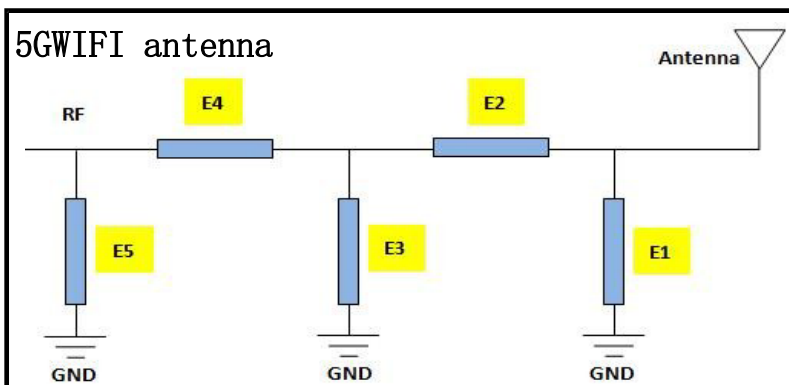 5GWIFI antenna
Antenna
RF
E4
E2
E5
E3
E1
GND
GND
GND